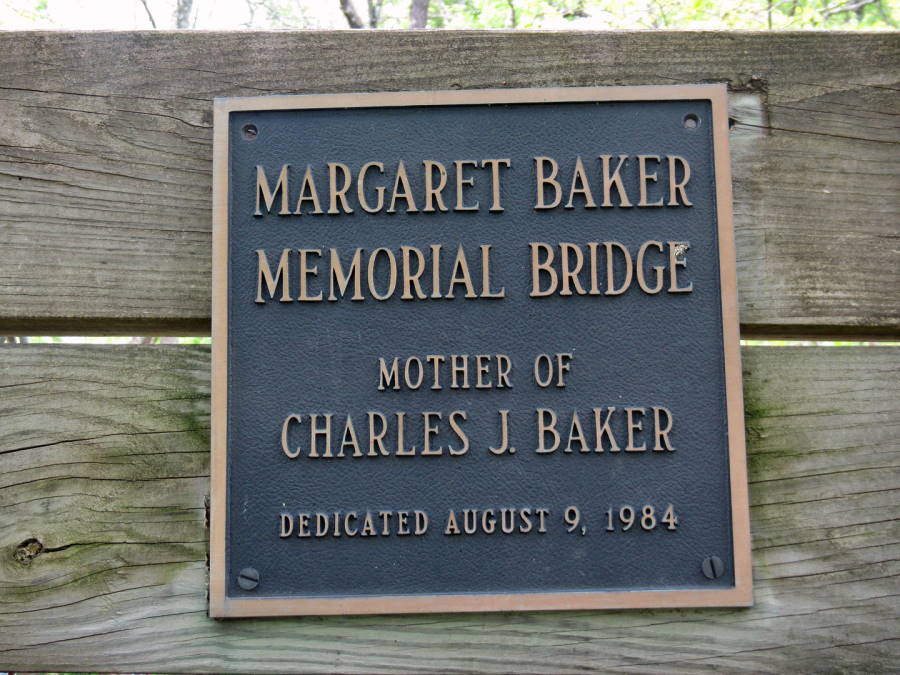 MARGARET BAKER
MEMORIAL BRIDGE
MOTHER OF
CHARLES J. BAKER
DEDICATED AUGUST 9, 1984